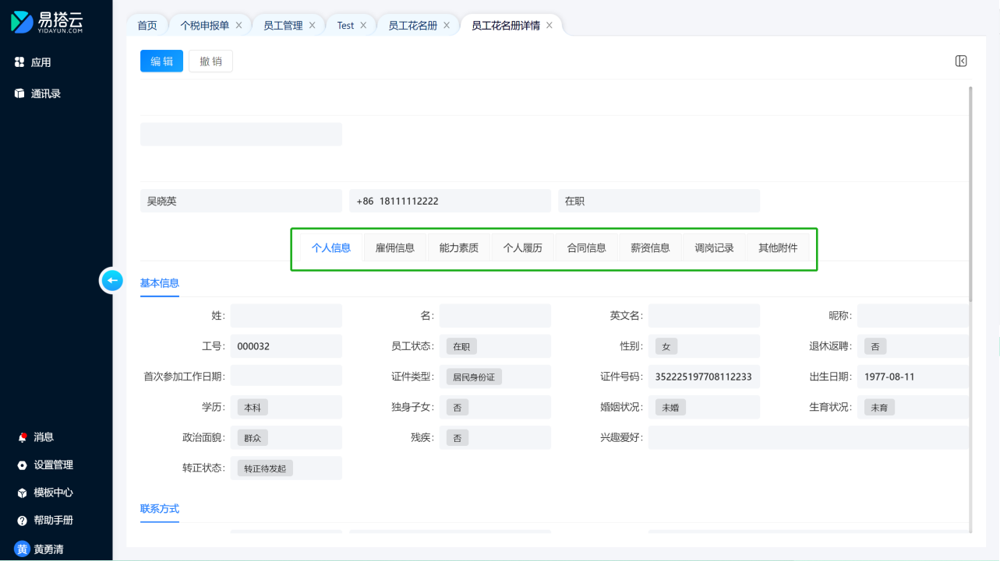 易搭云
YIDAYUN.COM
应用
通讯录
消息
设置管理
模板中心
帮助手册
黄 黄勇清
首页 个税申报单 × 员工管理 × Test × 员工花名册 × 员工花名册详情 ×
编辑 撤销
吴晓英 +86 18111112222 在职
个人信息 雇佣信息 能力素质 个人履历 合同信息 薪资信息 调岗记录 其他附件
基本信息
姓: 名: 英文名: 昵称:
工号: 000032 员工状态: 在职 性别: 女 退休返聘: 否
首次参加工作日期: 证件类型: 居民身份证 证件号码: 352225197708112233 出生日期: 1977-08-11
学历: 本科 独身子女: 否 婚姻状况: 未婚 生育状况: 未育
政治面貌: 群众 残疾: 否 兴趣爱好:
转正状态: 转正待发起
联系方式